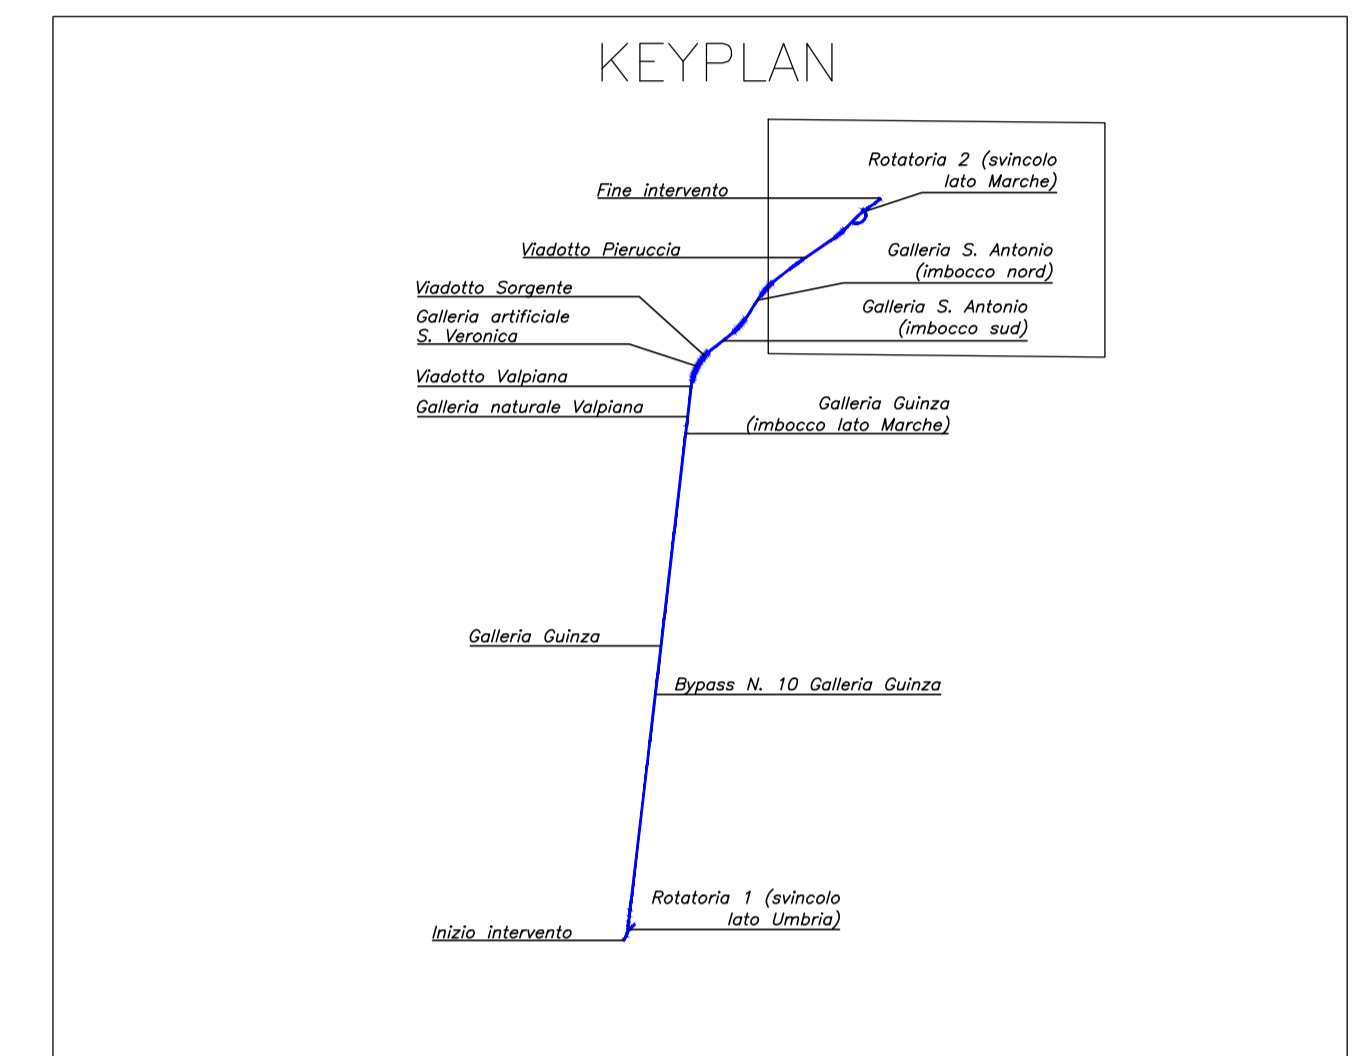 KEYPLAN
Rotatoria 2 (svincolo
lato Marche)
Fine intervento
Viadotto Pieruccia
Galleria S. Antonio
(imbocco nord)
Viadotto Sorgente
Galleria S. Antonio
(imbocco sud)
Galleria artificiale
S. Veronica
Viadotto Valpiana
Galleria naturale Valpiana
Galleria Guinza
(imbocco lato Marche)
Galleria Guinza
Bypass N. 10 Galleria Guinza
Rotatoria 1 (svincolo
lato Umbria)
Inizio intervento